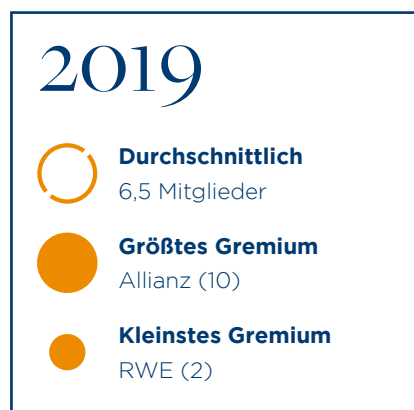 2019
Durchschnittlich
6,5 Mitglieder
Größtes Gremium
Allianz (10)
Kleinstes Gremium
RWE (2)